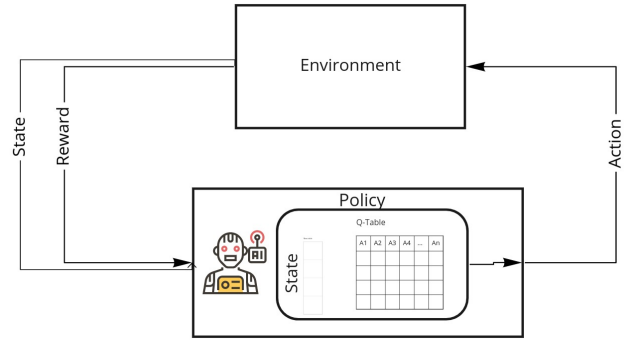 Environment
State
Reward
Action
Policy
AI
State
Q-Table
A1 A2 A3 A4 ... An